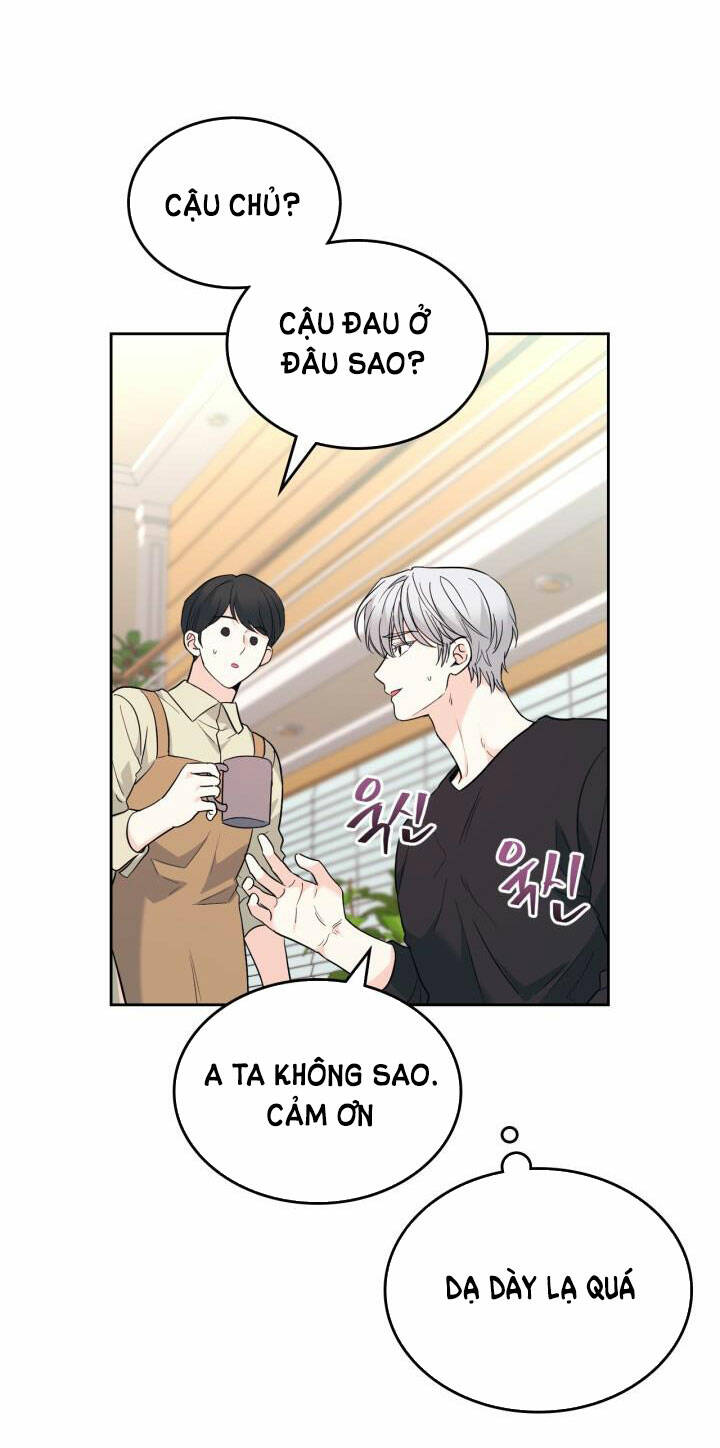 CẬU CHỦ?
CẬU ĐAU Ở
ĐÂU SAO?
욱신
욱신
A TA KHÔNG SAO.
CẢM ƠN
DẠ DÀY LẠ QUÁ